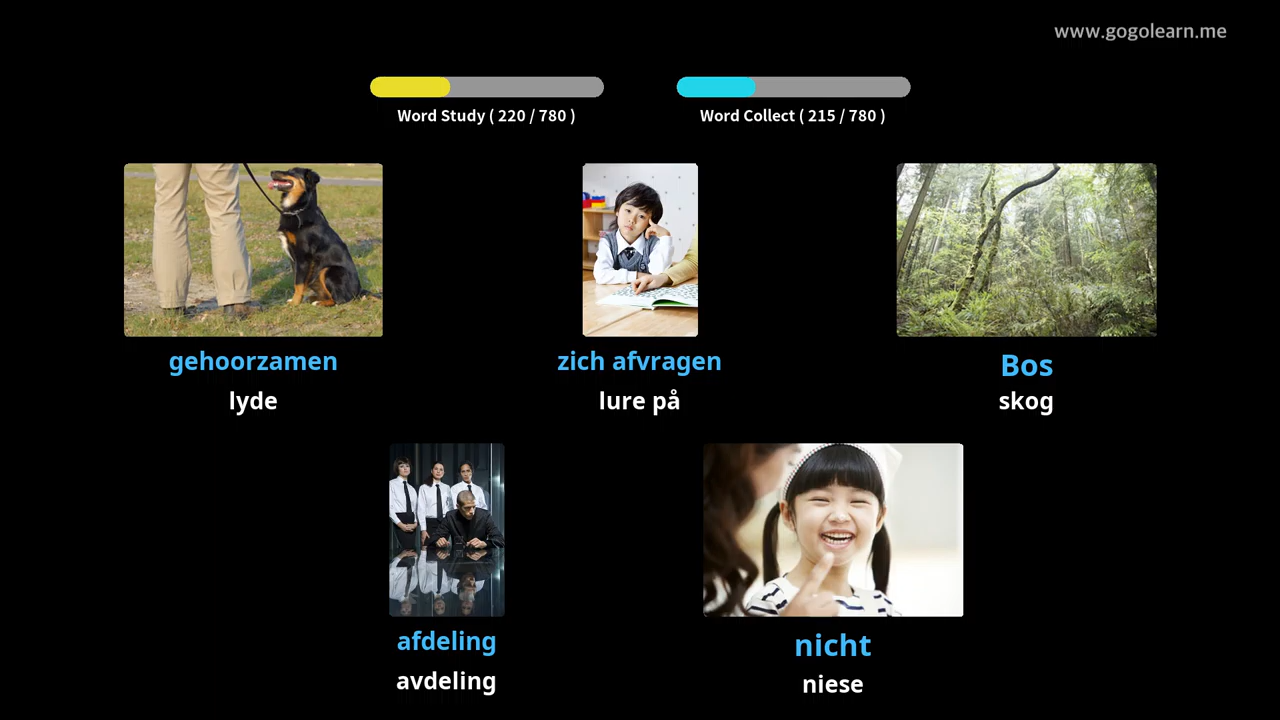 www.gogolearn.me
Word Study ( 220 / 780 )
Word Collect ( 215 / 780 )
gehoorzamen
lyde
zich afvragen
lure på
Bos
skog
afdeling
avdeling
nicht
niese